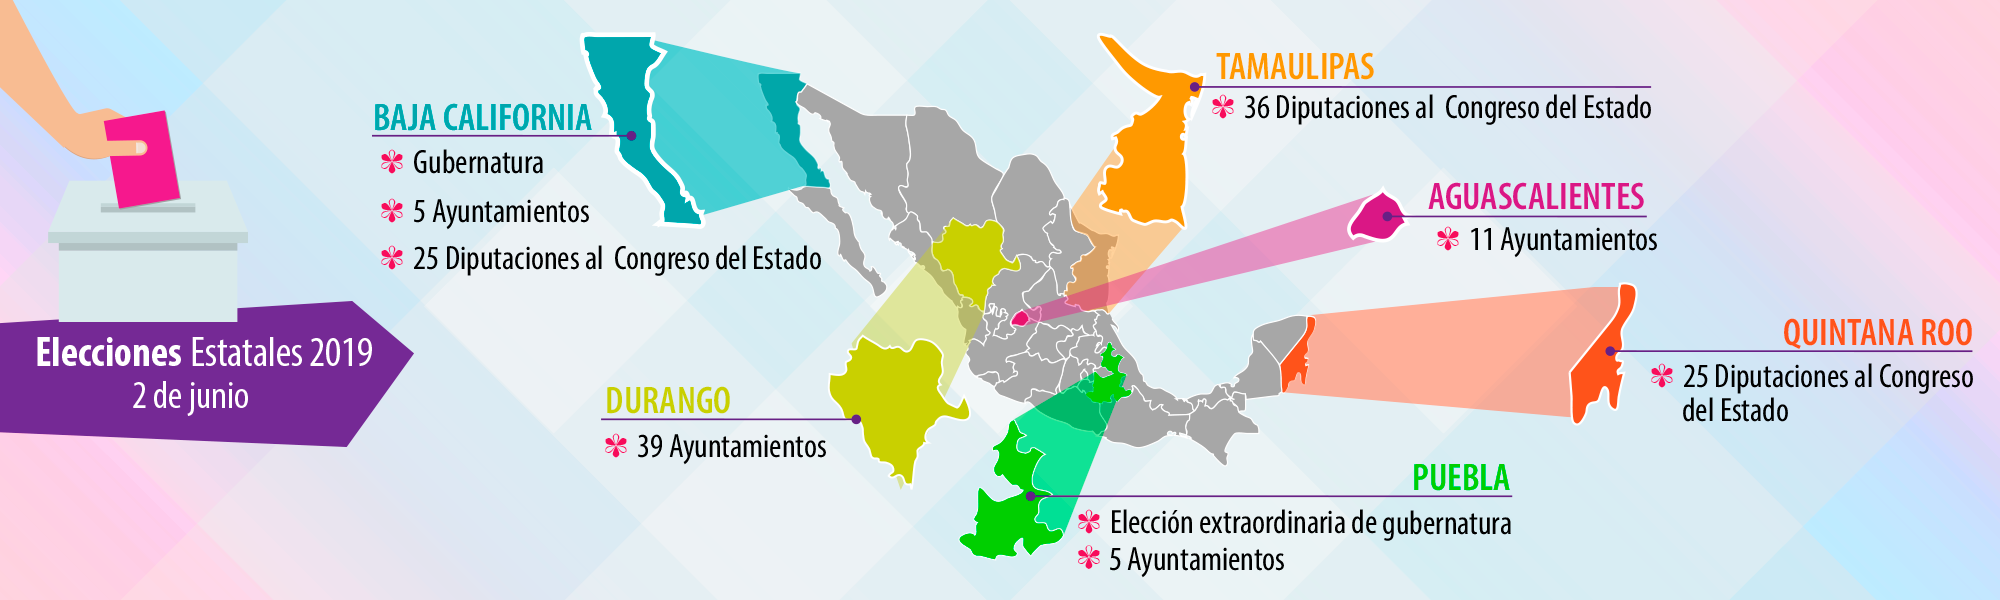 Elecciones Estatales 2019
2 de junio
BAJA CALIFORNIA
Gubernatura
5 Ayuntamientos
25 Diputaciones al Congreso del Estado
DURANGO
39 Ayuntamientos
TAMAULIPAS
36 Diputaciones al Congreso del Estado
AGUASCALIENTES
11 Ayuntamientos
QUINTANA ROO
25 Diputaciones al Congreso
del Estado
PUEBLA
Elección extraordinaria de gubernatura
5 Ayuntamientos